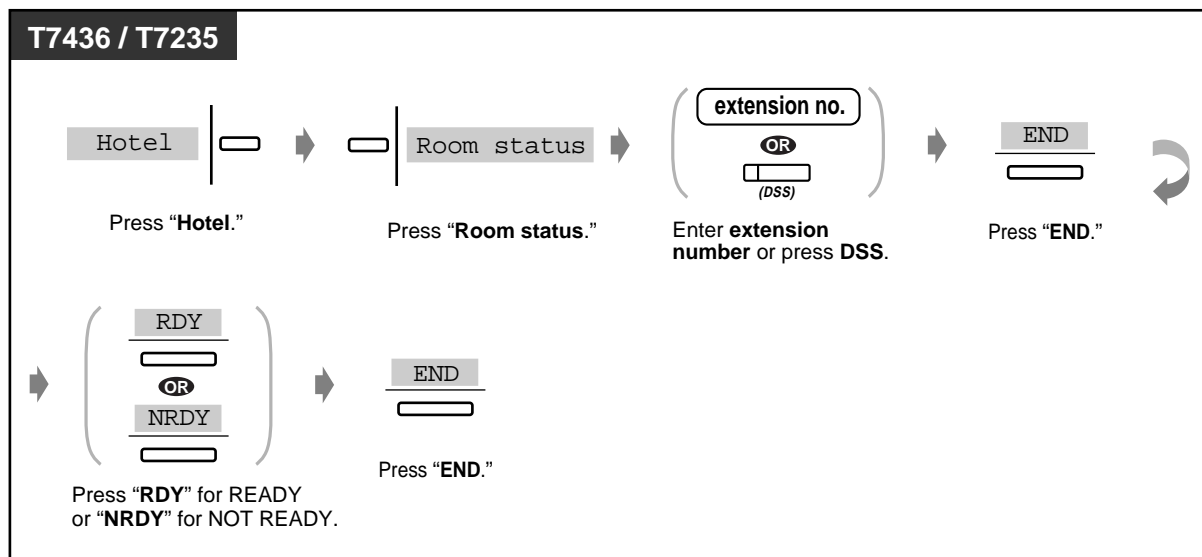 T7436 / T7235
Hotel
Room status
extension no.
OR
(DSS)
END
Press “Hotel.”
Press “Room status.”
Enter extension
number or press DSS.
Press “END.”
RDY
OR
NRDY
END
Press “RDY” for READY
or “NRDY” for NOT READY.
Press “END.”